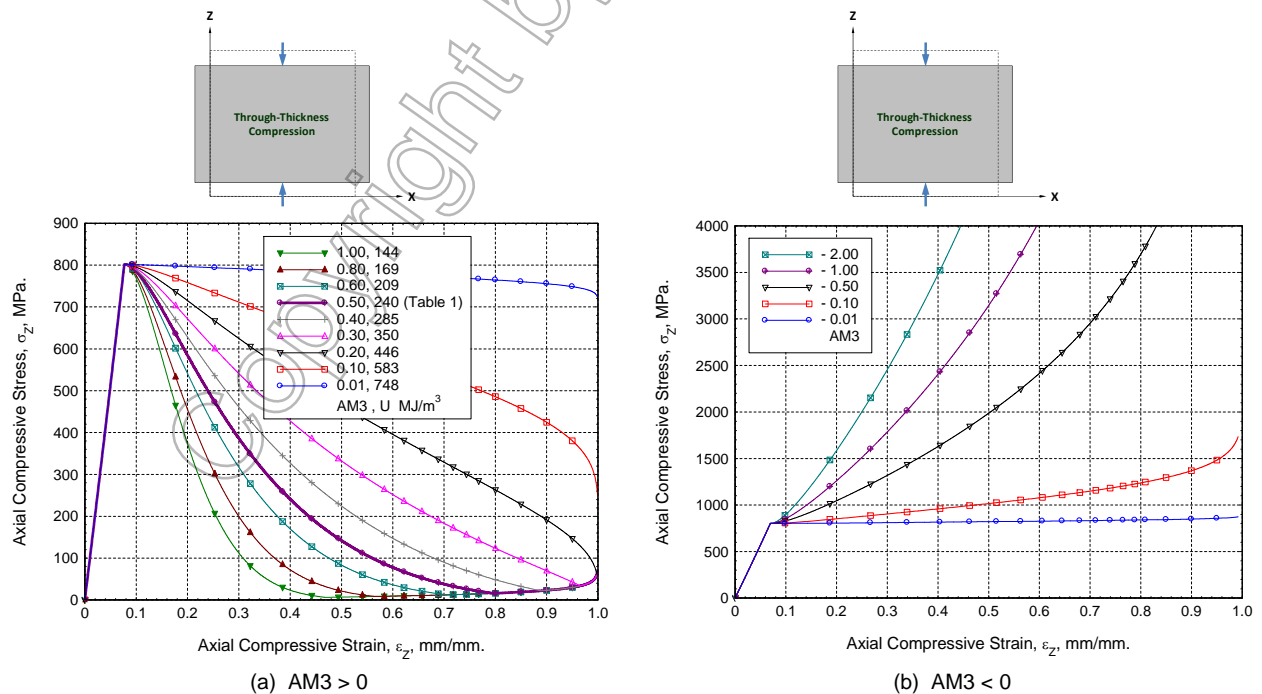 Copyright b
Z
Through-Thickness
Compression
X
Axial Compressive Stress, σZ, MPa.
900
800
700
600
500
400
300
200
100
0
1.00, 144
0.80, 169
0.60, 209
0.50, 240 (Table 1)
0.40, 285
0.30, 350
0.20, 446
0.10, 583
0.01, 748
AM3 , U MJ/m³
0 0.1 0.2 0.3 0.4 0.5 0.6 0.7 0.8 0.9 1.0
Axial Compressive Strain, εZ, mm/mm.
(a) AM3 > 0
Z
Through-Thickness
Compression
X
Axial Compressive Stress, σZ, MPa.
4000
3500
3000
2500
2000
1500
1000
500
0
- 2.00
- 1.00
- 0.50
- 0.10
- 0.01
AM3
0 0.1 0.2 0.3 0.4 0.5 0.6 0.7 0.8 0.9 1.0
Axial Compressive Strain, εZ, mm/mm.
(b) AM3 < 0